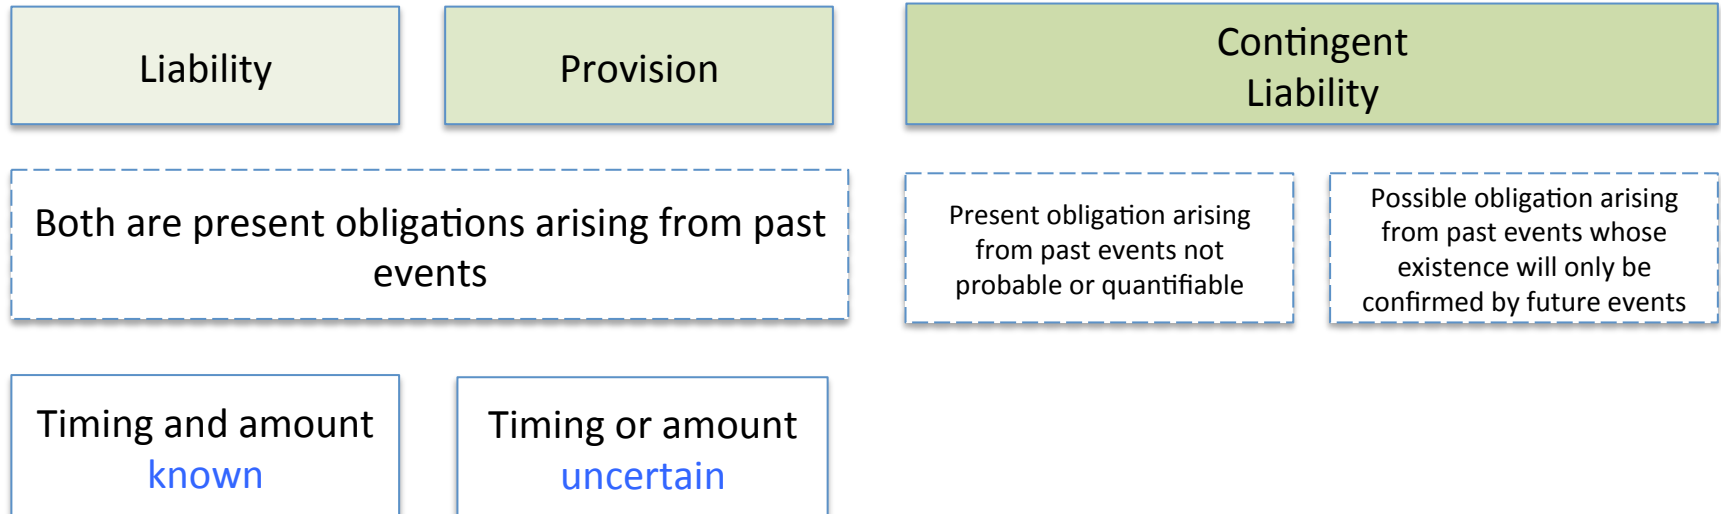 Liability
Provision
Contingent
Liability
Both are present obligations arising from past
events
Present obligation arising
from past events not
probable or quantifiable
Possible obligation arising
from past events whose
existence will only be
confirmed by future events
Timing and amount
known
Timing or amount
uncertain